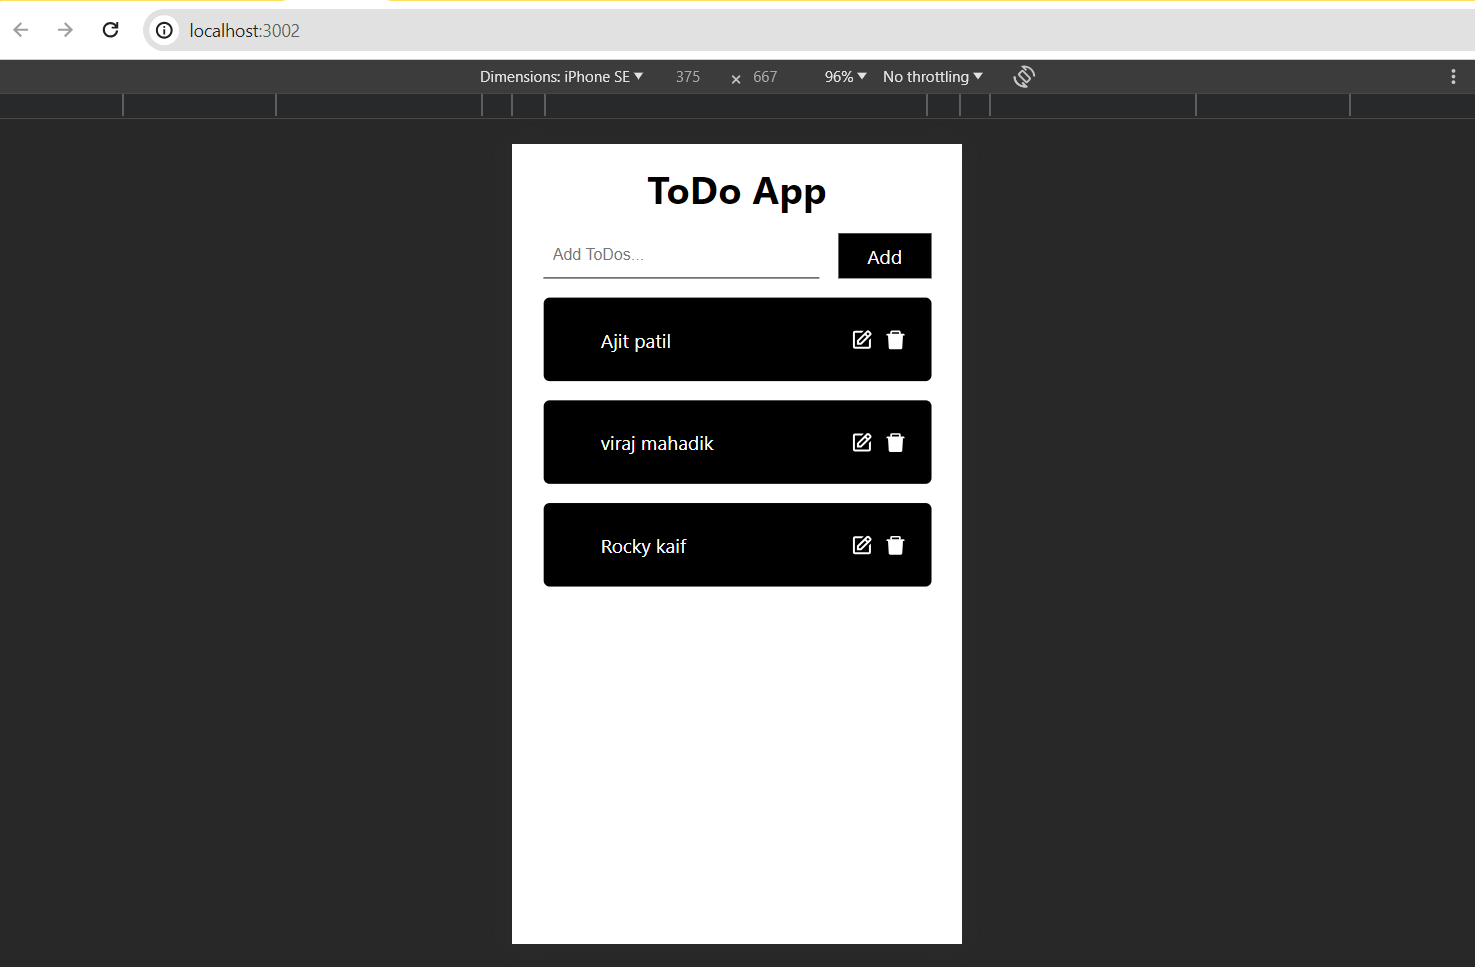 localhost:3002
Dimensions: iPhone SE 375 × 667 96% No throttling
ToDo App
Add ToDos... Add
Ajit patil
viraj mahadik
Rocky kaif